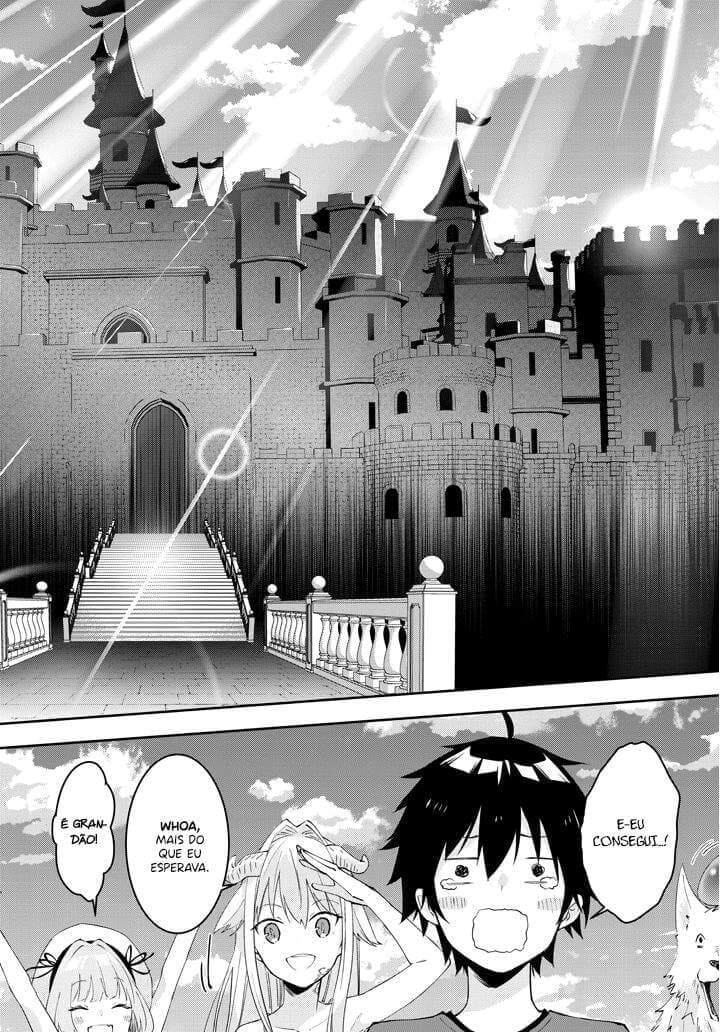 E-EU
CONSEGUI...!
WHOA,
MAIS DO
QUE EU
ESPERAVA.
É GRAN-
DÃO!